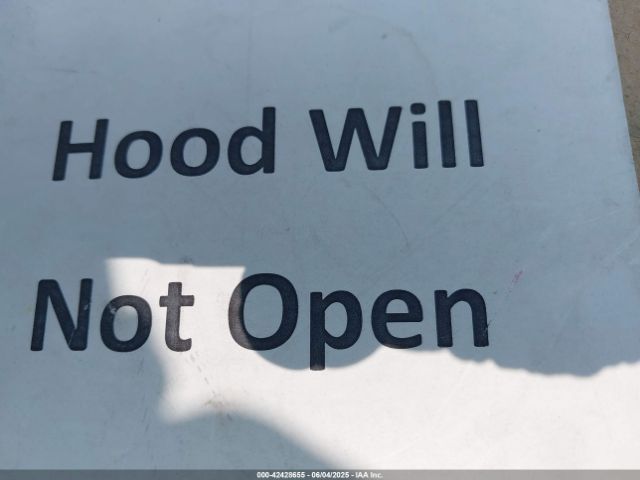 Hood Will
Not Open
000-42428655 - 06/04/2025 - IAA Inc.